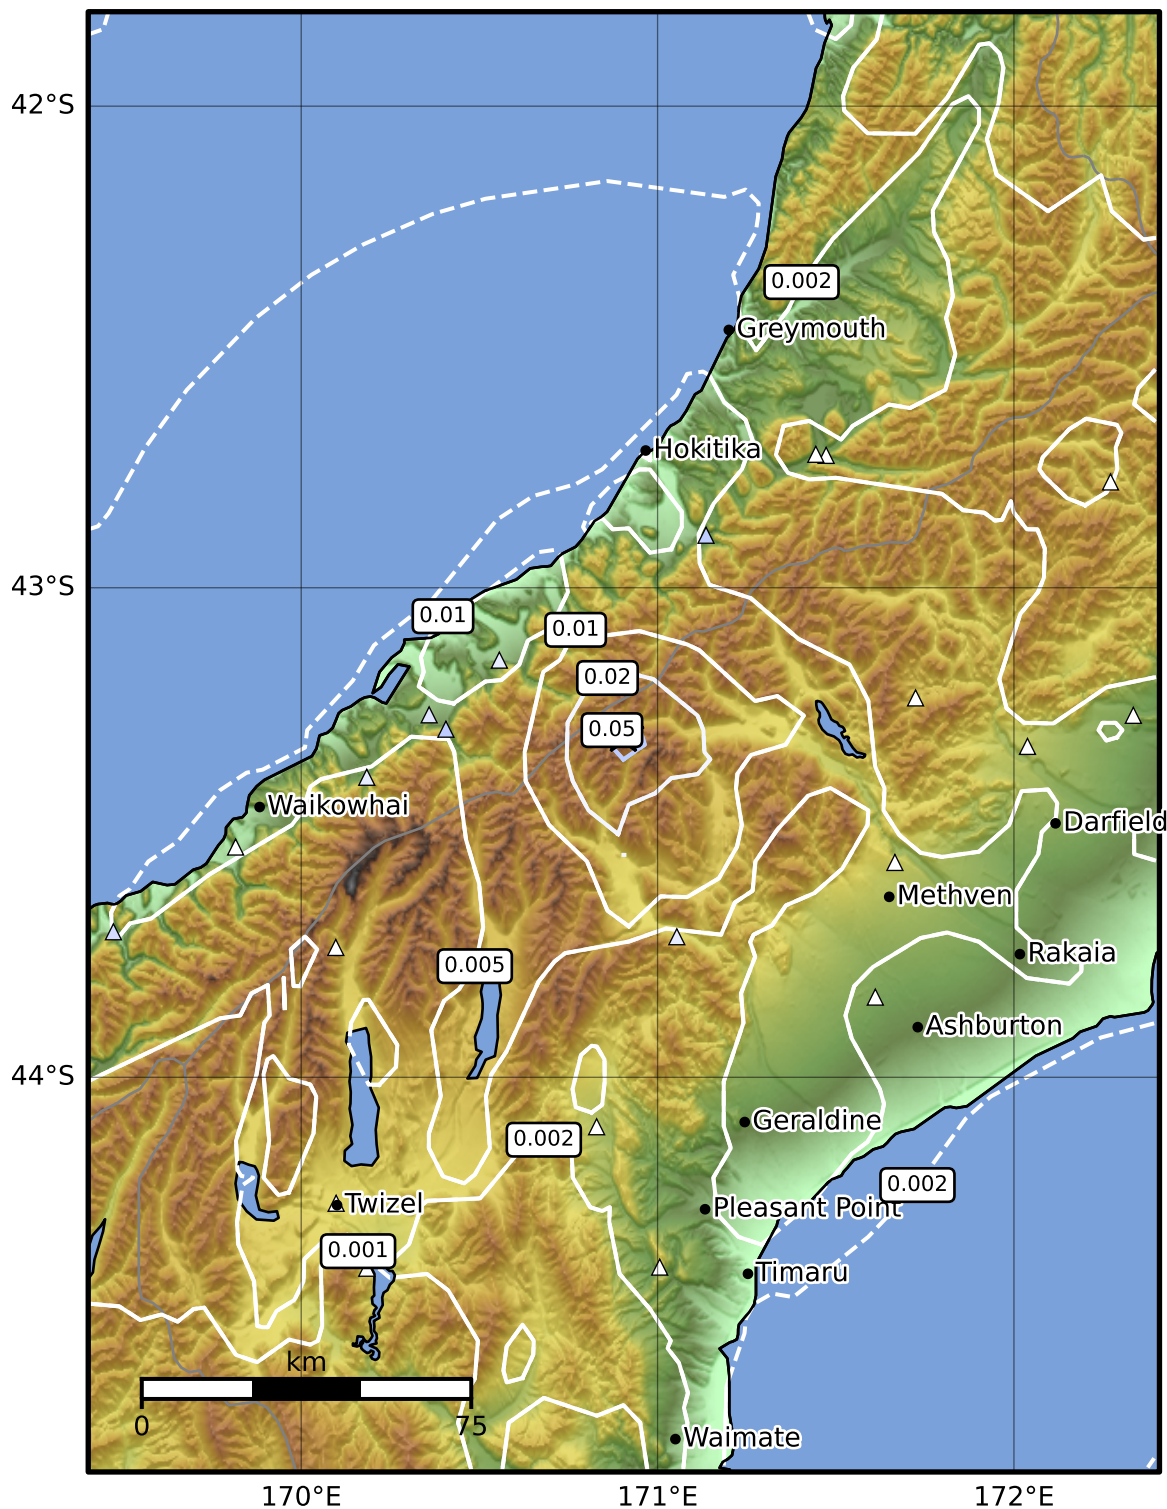 42°S
0.002
Greymouth
Hokitika
43°S
0.01
0.01
0.02
0.05
Waikowhai
Darfield
Methven
Rakaia
0.005
Ashburton
44°S
Geraldine
0.002
0.002
Twizel
Pleasant Point
0.001
Timaru
km
0
75
Waimate
170°E
171°E
172°E